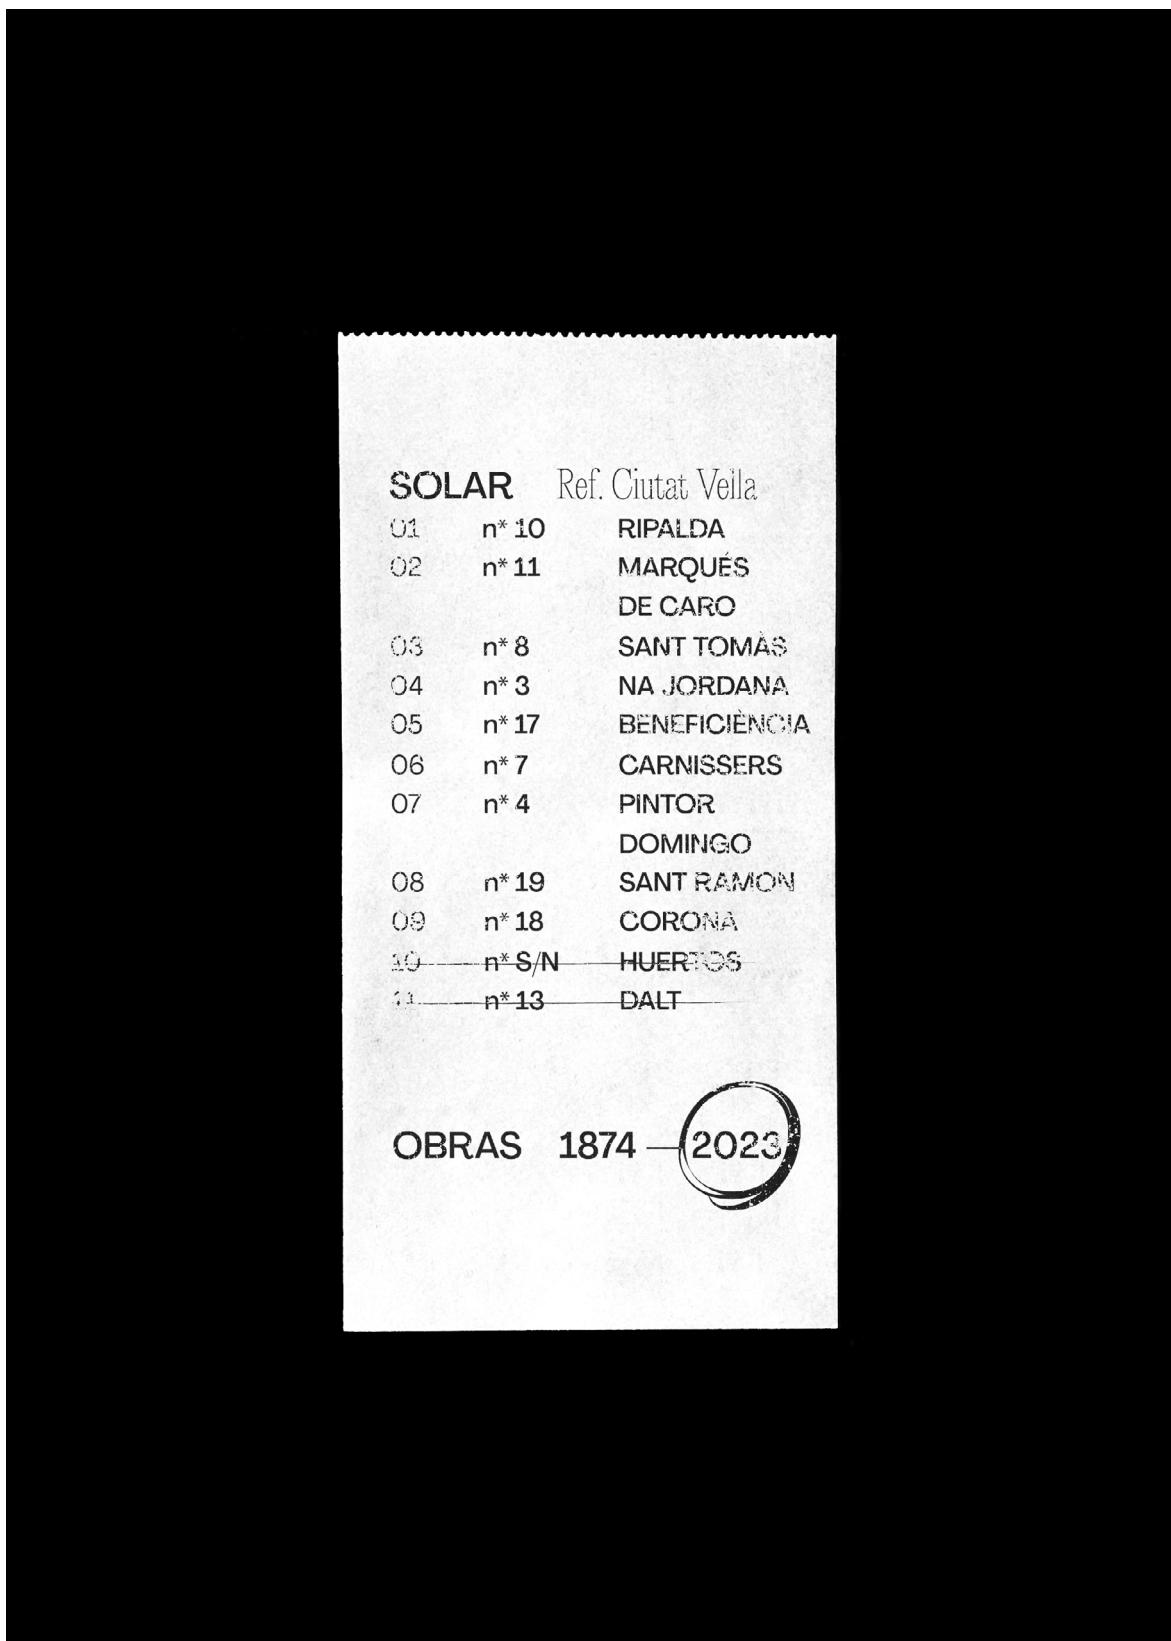 SOLAR Ref. Ciutat Vella
01 n* 10 RIPALDA
02 n* 11 MARQUÉS
DE CARO
03 n* 8 SANT TOMÀS
04 n* 3 NA JORDANA
05 n* 17 BENEFICIÈNCIA
06 n* 7 CARNISSERS
07 n* 4 PINTOR
DOMINGO
08 n* 19 SANT RAMON
09 n* 18 CORONA
10 n* S/N HUERTOS
11 n* 13 DALT
OBRAS 1874 — 2023